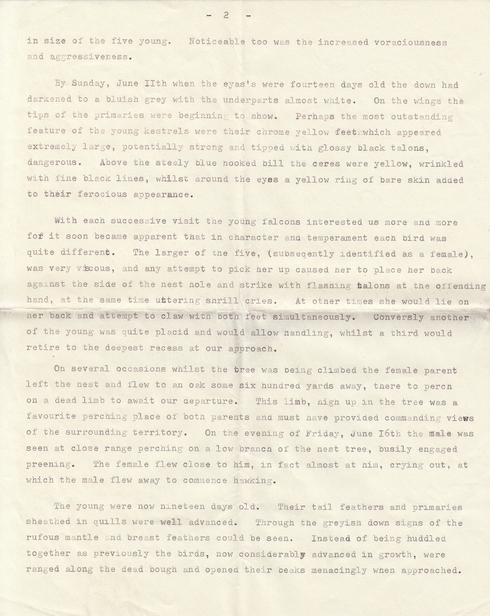 - 2 -
in size of the five young. Noticeable too was the increased voraciousness
and aggressiveness.
By Sunday, June IIth when the eyas's were fourteen days old the down had
darkened to a bluish grey with the underparts almost white. On the wings the
tips of the primaries were beginning to show. Perhaps the most outstanding
feature of the young kestrels were their chrome yellow feet which appeared
extremely large, potentially strong and tipped with glossy black talons,
dangerous. Above the steely blue hooked bill the ceres were yellow, wrinkled
with fine black lines, whilst around the eyes a yellow ring of bare skin added
to their ferocious appearance.
With each successive visit the young falcons interested us more and more
for it soon became apparent that in character and temperament each bird was
quite different. The larger of the five, (subsequently identified as a female),
was very viscous, and any attempt to pick her up caused her to place her back
against the side of the nest hole and strike with flashing talons at the offending
hand, at the same time uttering shrill cries. At other times she would lie on
her back and attempt to claw with both feet simultaneously. Conversly another
of the young was quite placid and would allow handling, whilst a third would
retire to the deepest recess at our approach.
On several occasions whilst the tree was being climbed the female parent
left the nest and flew to an oak some six hundred yards away, there to perch
on a dead limb to await our departure. This limb, high up in the tree was a
favourite perching place of both parents and must have provided commanding views
of the surrounding territory. On the evening of Friday, June I6th the male was
seen at close range perching on a low branch of the nest tree, busily engaged
preening. The female flew close to him, in fact almost at him, crying out, at
which the male flew away to commence hawking.
The young were now nineteen days old. Their tail feathers and primaries
sheathed in quills were well advanced. Through the greyish down signs of the
rufous mantle and breast feathers could be seen. Instead of being huddled
together as previously the birds, now considerably advanced in growth, were
ranged along the dead bough and opened their beaks menacingly when approached.